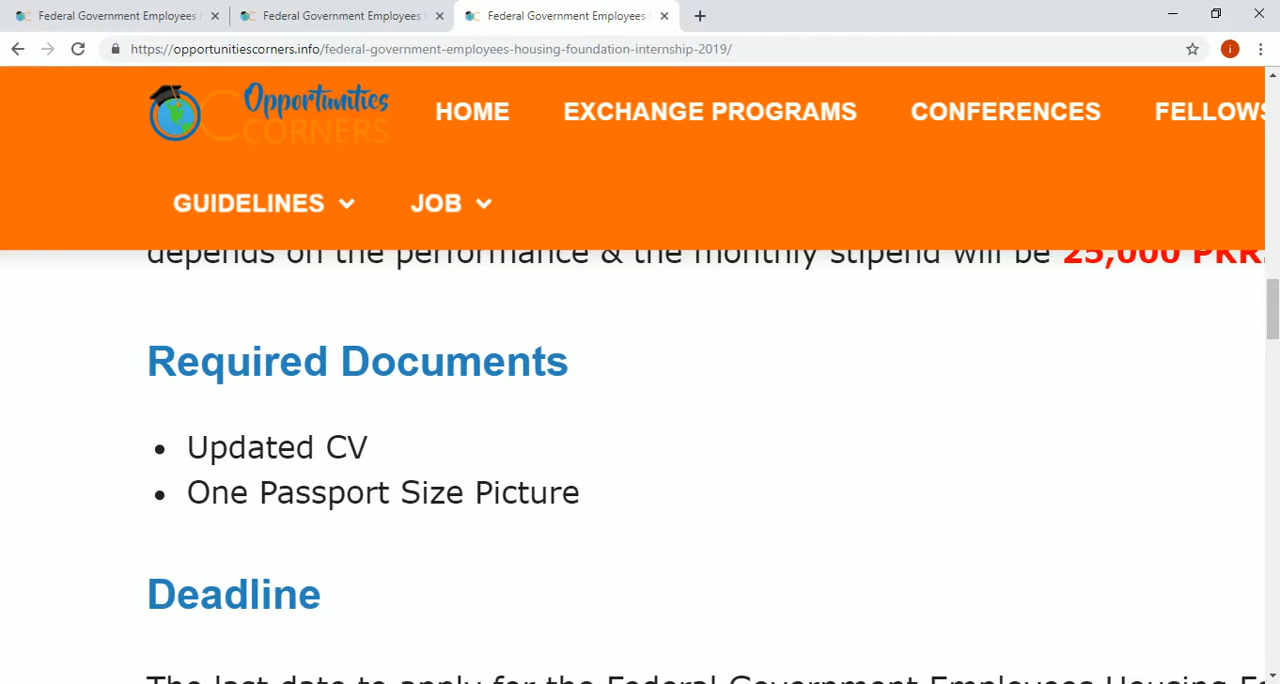 Federal Government Employees
Federal Government Employees
Federal Government Employees
https://opportunitiescorners.info/federal-government-employees-housing-foundation-internship-2019/
i
Opportunities
CORNERS
HOME EXCHANGE PROGRAMS CONFERENCES FELLOWS
GUIDELINES JOB
depends on the performance & the monthly stipend will be 25,000 PKR.
Required Documents
• Updated CV
• One Passport Size Picture
Deadline
The last date to apply for the Federal Government Employees Housing Fo